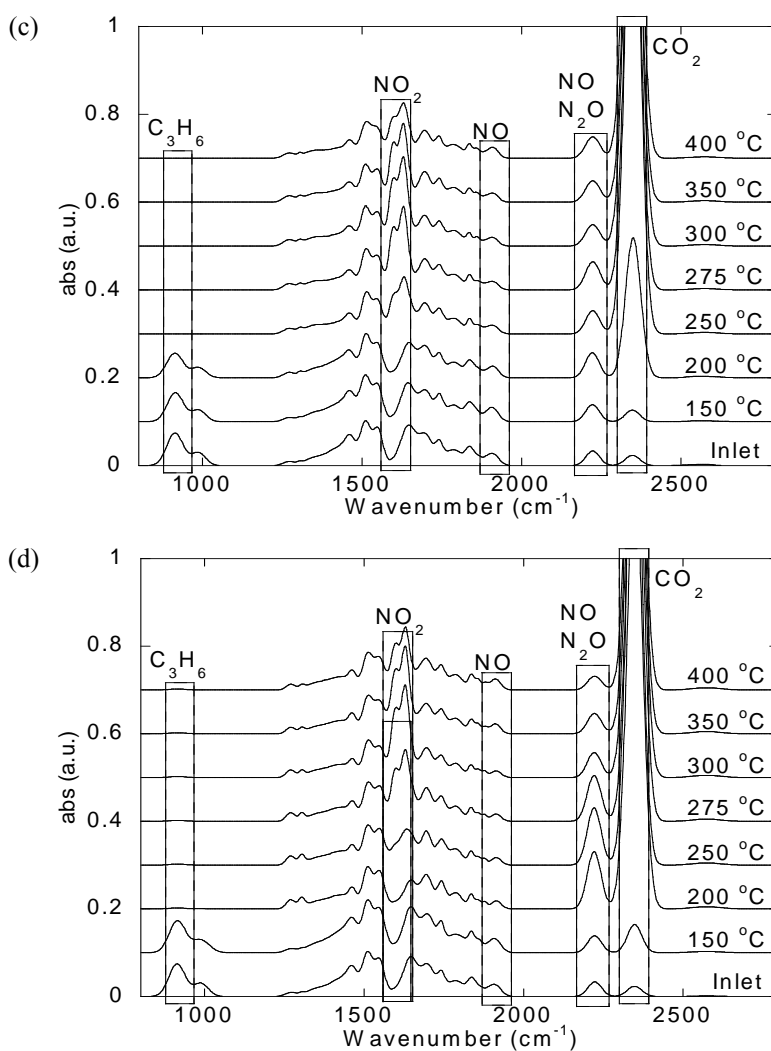 (c)
1
CO₂
NO₂
NO
N₂O
0.8
C₃H₆
NO
400 °C
0.6
350 °C
abs (a.u.)
300 °C
0.4
275 °C
250 °C
0.2
200 °C
150 °C
0
Inlet
1000
1500
2000
2500
Wavenumber (cm⁻¹)
(d)
1
CO₂
NO₂
NO
N₂O
0.8
C₃H₆
NO
400 °C
0.6
350 °C
abs (a.u.)
300 °C
0.4
275 °C
250 °C
0.2
200 °C
150 °C
0
Inlet
1000
1500
2000
2500
Wavenumber (cm⁻¹)